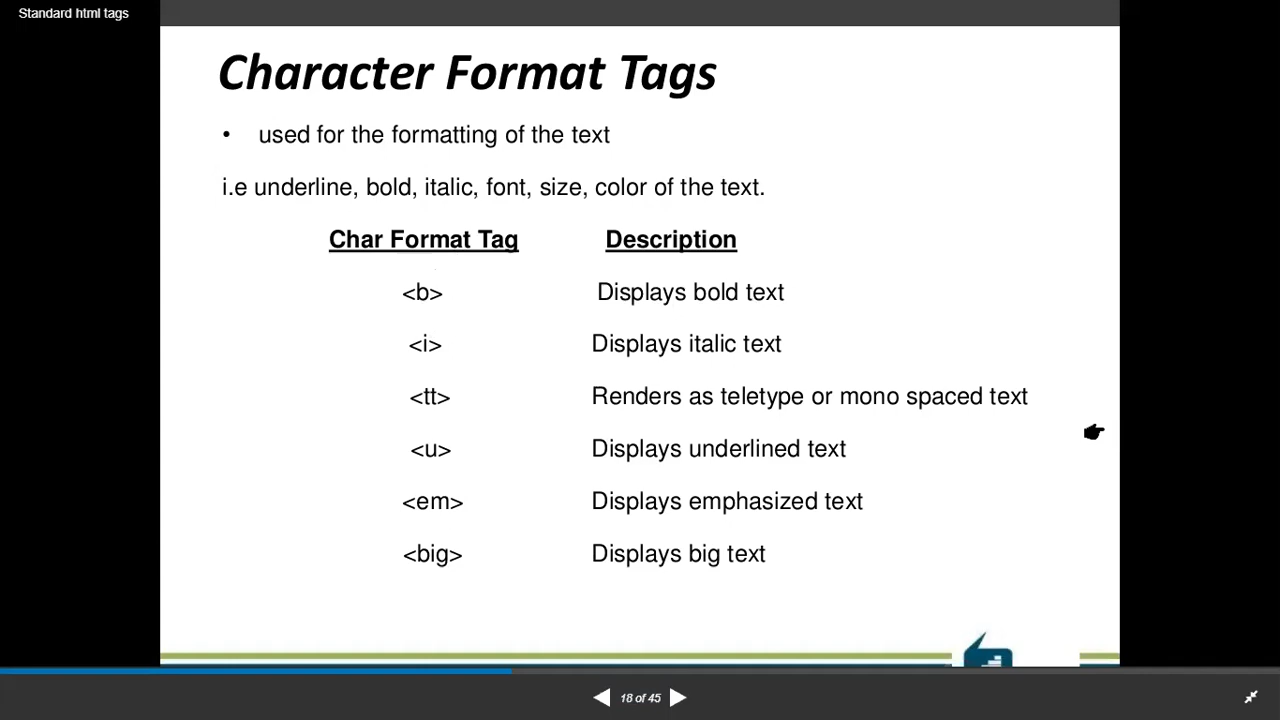 Standard html tags
Character Format Tags
• used for the formatting of the text
i.e underline, bold, italic, font, size, color of the text.
Char Format Tag Description
<b> Displays bold text
<i> Displays italic text
<tt> Renders as teletype or mono spaced text
<u> Displays underlined text
<em> Displays emphasized text
<big> Displays big text
18 of 45